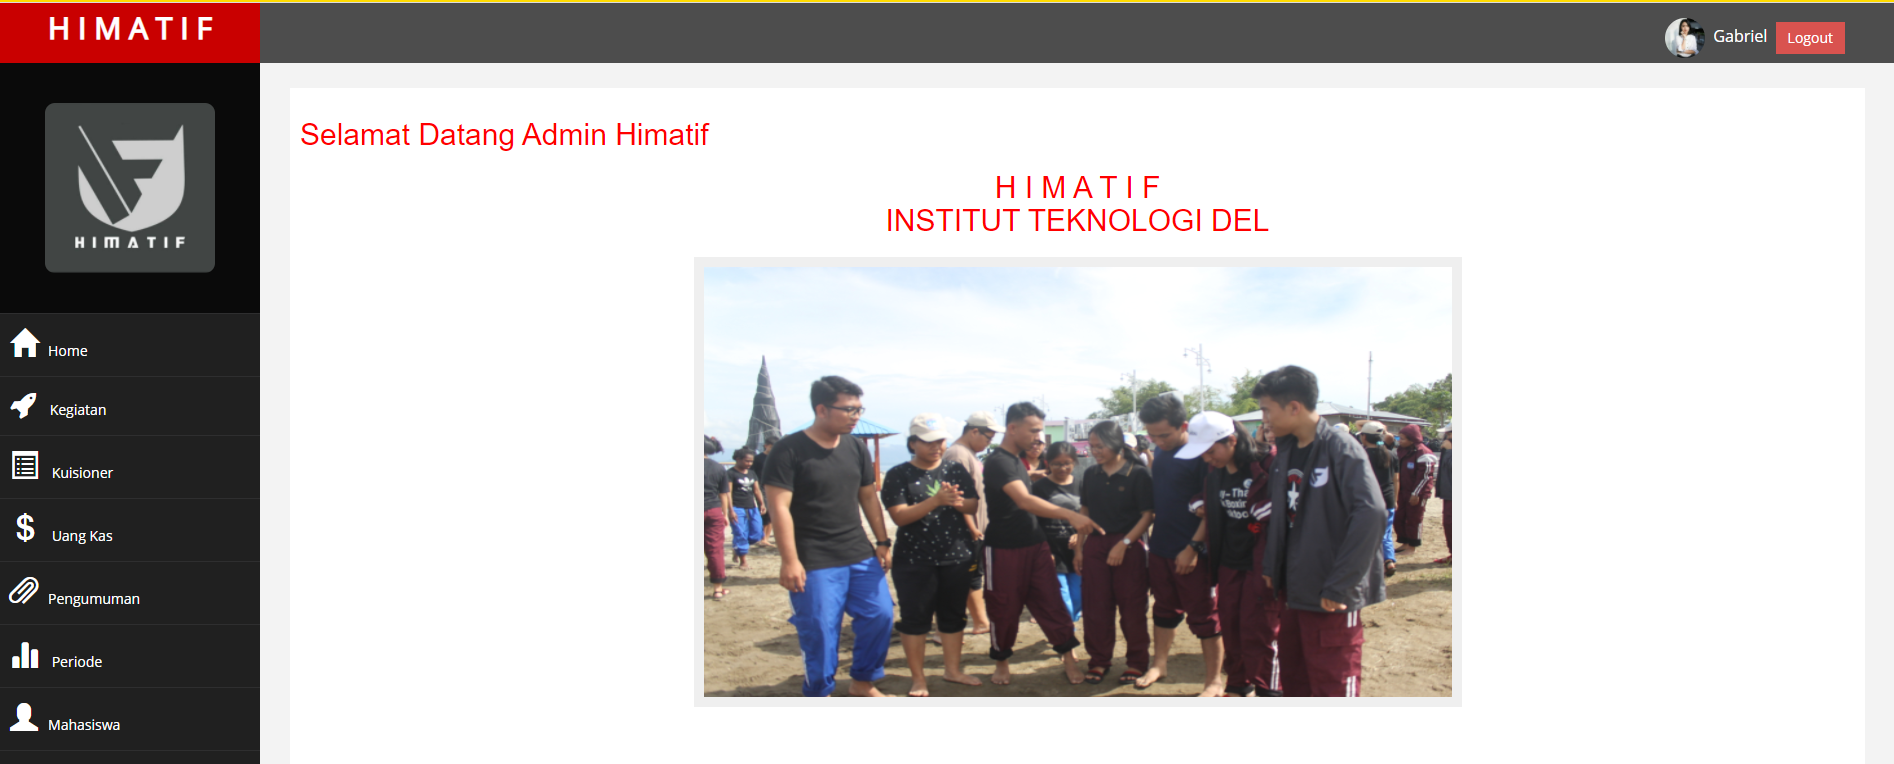 HIMATIF
Gabriel
Logout
HIMATIF
Home
Kegiatan
Kuisioner
Uang Kas
Pengumuman
Periode
Mahasiswa
Selamat Datang Admin Himatif
H I M A T I F
INSTITUT TEKNOLOGI DEL